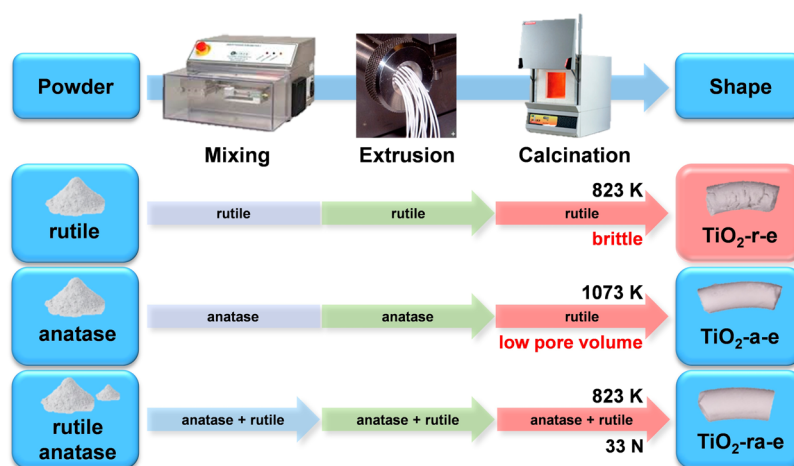 Powder
Shape
Mixing
Extrusion
Calcination
823 K
rutile
rutile
rutile
rutile
brittle
TiO₂-r-e
1073 K
anatase
anatase
anatase
rutile
low pore volume
TiO₂-a-e
823 K
rutile
anatase
anatase + rutile
anatase + rutile
anatase + rutile
33 N
TiO₂-ra-e